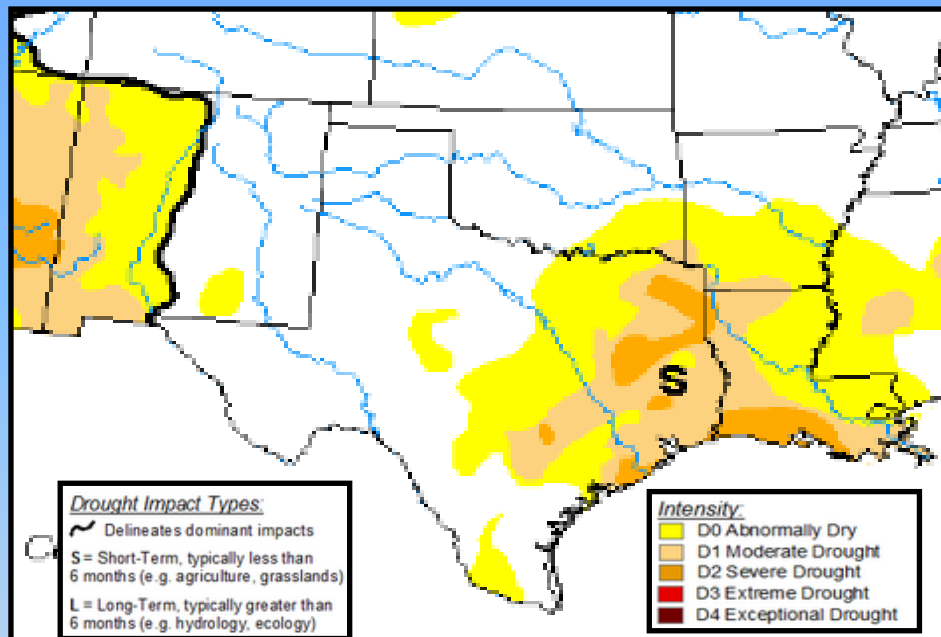 S
Drought Impact Types:
Delineates dominant impacts
S = Short-Term, typically less than
6 months (e.g. agriculture, grasslands)
L = Long-Term, typically greater than
6 months (e.g. hydrology, ecology)
Intensity:
D0 Abnormally Dry
D1 Moderate Drought
D2 Severe Drought
D3 Extreme Drought
D4 Exceptional Drought